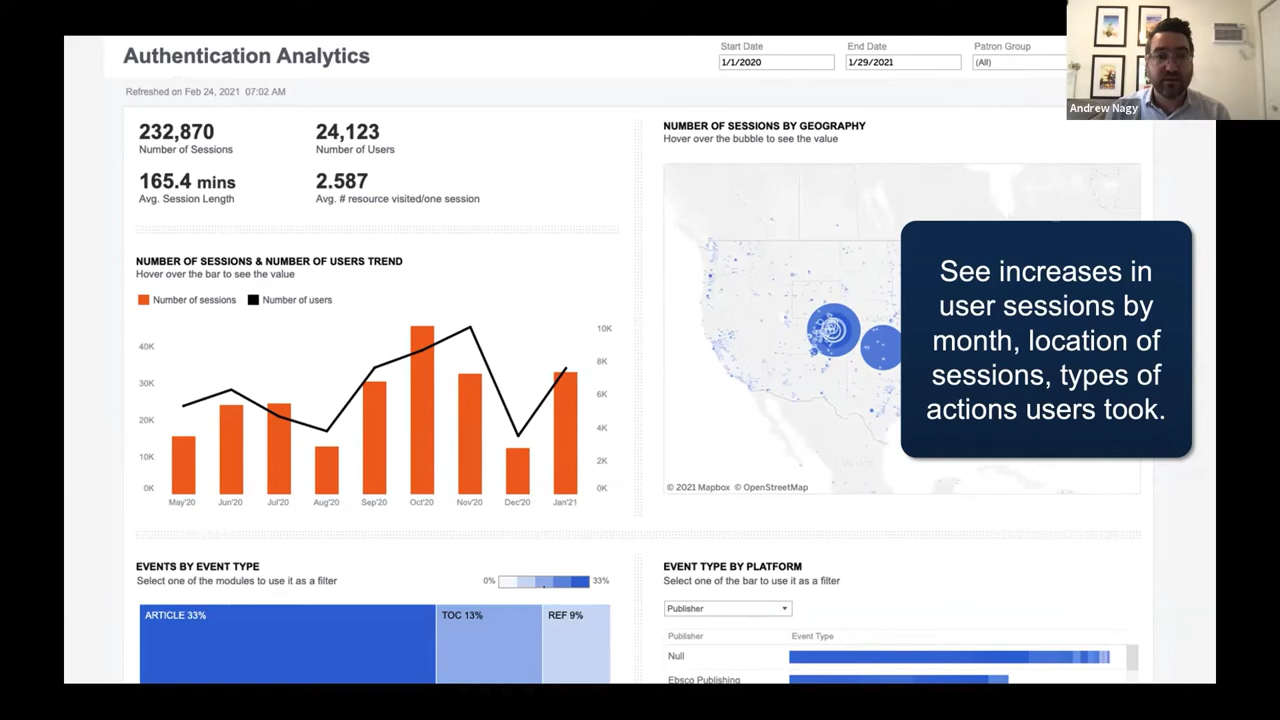 Authentication Analytics
Start Date
1/1/2020
End Date
1/29/2021
Patron Group
(All)
Andrew Nagy
Refreshed on Feb 24, 2021 07:02 AM
232,870
Number of Sessions
24,123
Number of Users
165.4 mins
Avg. Session Length
2.587
Avg. # resource visited/one session
NUMBER OF SESSIONS & NUMBER OF USERS TREND
Hover over the bar to see the value
Number of sessions
Number of users
40K
30K
20K
10K
0K
10K
8K
6K
4K
2K
0K
May'20
Jun'20
Jul'20
Aug'20
Sep'20
Oct'20
Nov'20
Dec'20
Jan'21
NUMBER OF SESSIONS BY GEOGRAPHY
Hover over the bubble to see the value
See increases in
user sessions by
month, location of
sessions, types of
actions users took.
© 2021 Mapbox © OpenStreetMap
EVENTS BY EVENT TYPE
Select one of the modules to use it as a filter
0%
33%
ARTICLE 33%
TOC 13%
REF 9%
EVENT TYPE BY PLATFORM
Select one of the bar to use it as a filter
Publisher
Publisher
Event Type
Null
Ebsco Publishing